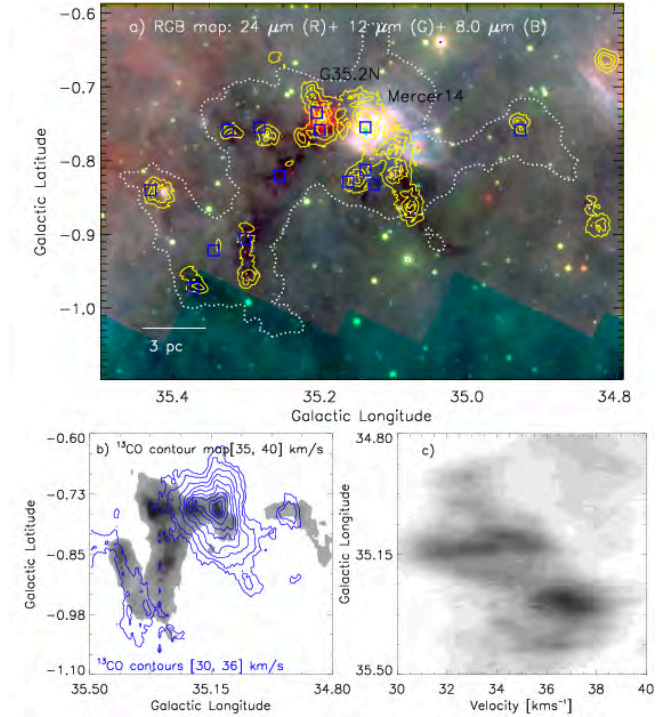 a) RGB map: 24 μm (R)+ 12 μm (G)+ 8.0 μm (B)
G35.2N
Mercer14
3 pc
-0.6
-0.7
-0.8
-0.9
-1.0
Galactic Latitude
35.4 35.2 35.0 34.8
Galactic Longitude
b) ¹³CO contour map[35, 40] km/s
¹³CO contours [30, 36] km/s
-0.60
-0.73
-0.85
-0.98
-1.10
Galactic Latitude
35.50 35.15 34.80
Galactic Longitude
c)
34.80
35.15
35.50
Galactic Longitude
30 32 34 36 38 40
Velocity [kms⁻¹]